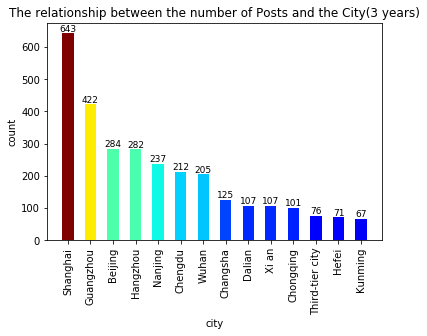 The relationship between the number of Posts and the City(3 years)
count
600
500
400
300
200
100
0
643
422
284
282
237
212
205
125
107
107
101
76
71
67
Shanghai
Guangzhou
Beijing
Hangzhou
Nanjing
Chengdu
Wuhan
Changsha
Dalian
Xi an
Chongqing
Third-tier city
Hefei
Kunming
city